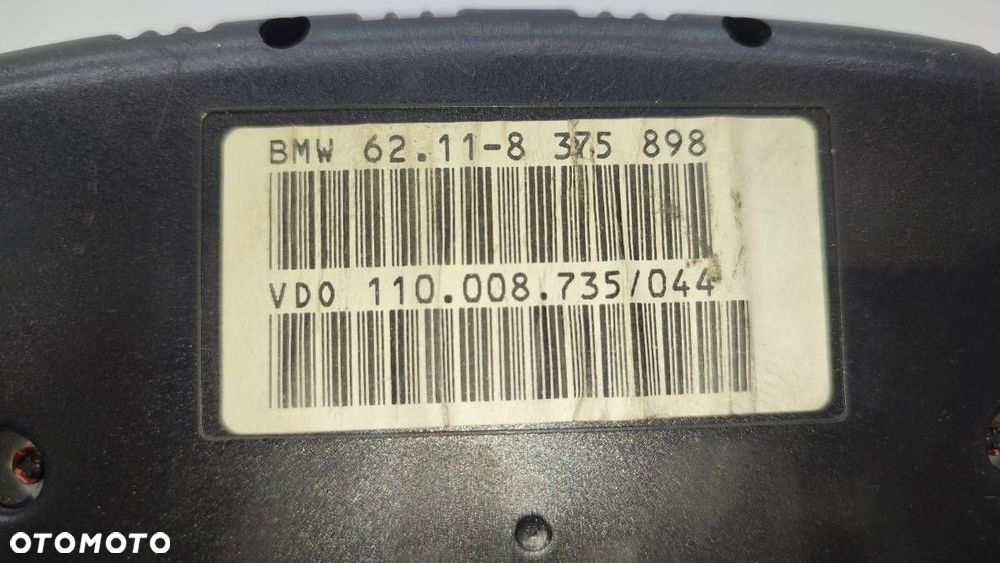 BMW 62.11-8 375 898
VDO 110.008.735/044
OTOMOTO